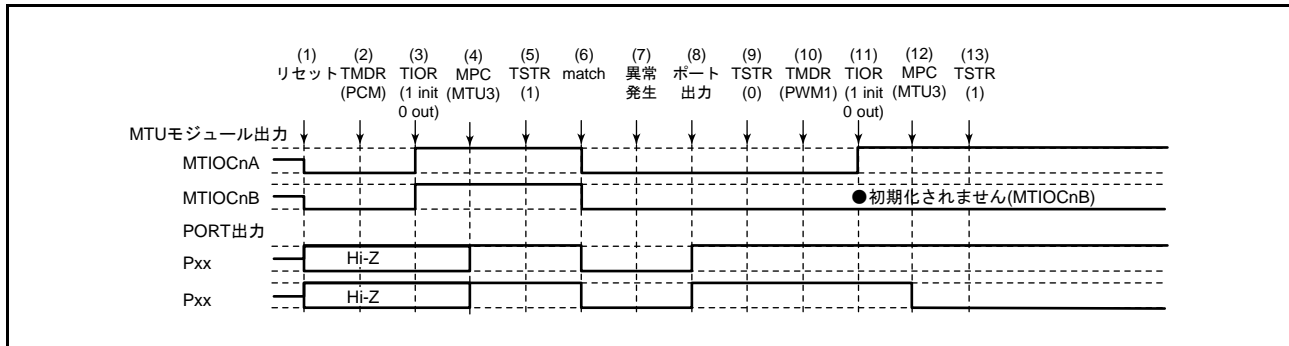 (1) (2) (3) (4) (5) (6) (7) (8) (9) (10) (11) (12) (13)
リセット TMDR TIOR MPC TSTR match 異常 ポート TSTR TMDR TIOR MPC TSTR
(PCM) (1 init (MTU3) (1) 発生 出力 (0) (PWM1) (1 init (MTU3) (1)
0 out) 0 out)
MTUモジュール出力
MTIOCnA
MTIOCnB ●初期化されません(MTIOCnB)
PORT出力
Pxx Hi-Z
Pxx Hi-Z